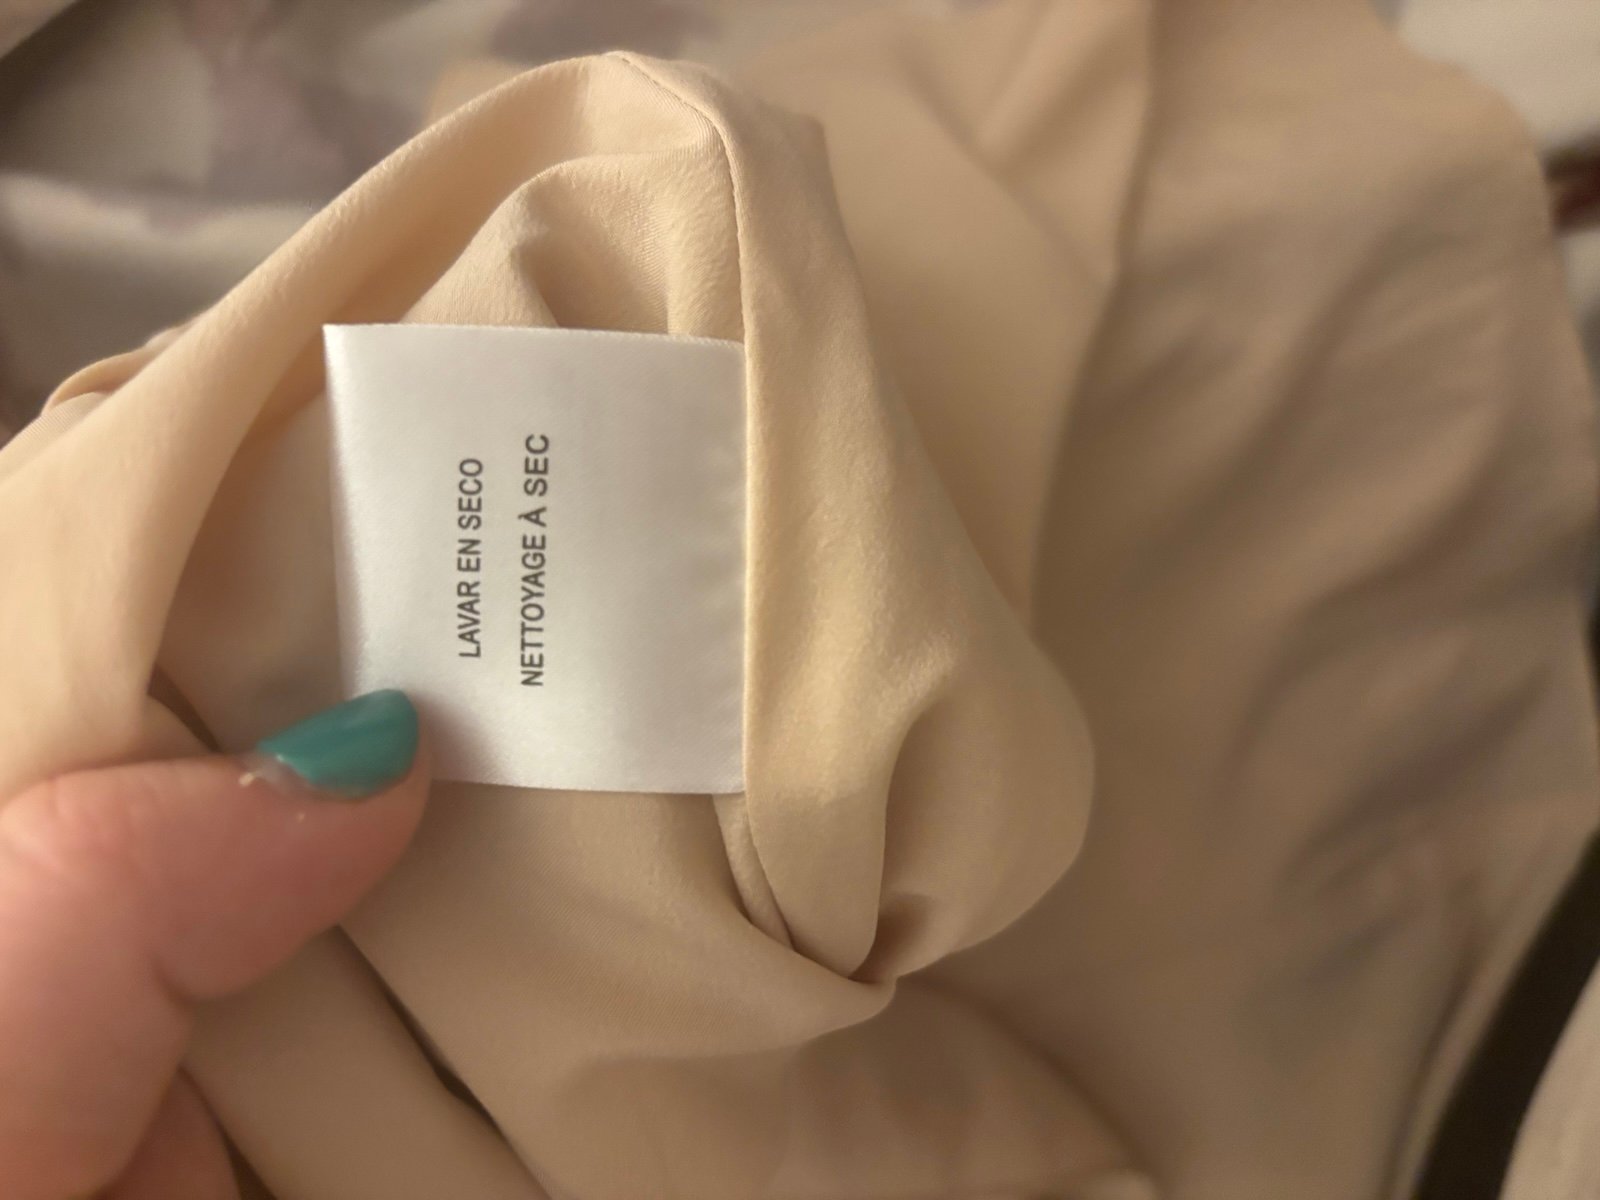 LAVAR EN SECO
NETTOYAGE À SEC